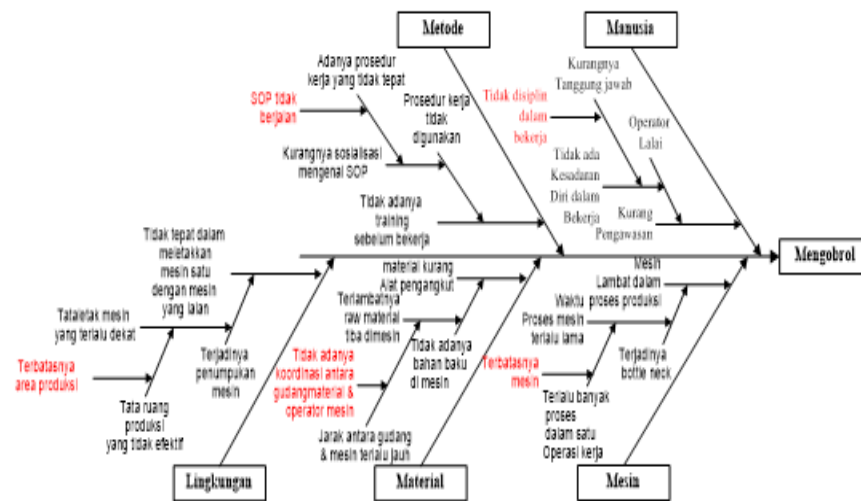 Metode
Manusia
Adanya prosedur
kerja yang tidak tepat
SOP tidak
berjalan
Prosedur kerja
tidak
digunakan
Kurangnya sosialisasi
mengenal SOP
Tidak adanya
training
sebelum bekerja
Kurangnya
Tanggung jawab
Tidak disiplin
dalam
bekerja
Operator
Lalai
Tidak ada
Kesadaran
Diri dalam
Bekerja
Kurang
Pengawasan
Mengobrol
Tidak tepat dalam
meletakkan
mesin satu
dengan mesin
yang lalan
Tataletak mesin
yang terlalu dekat
Terbatasnya
area produksi
Terjadinya
penumpukan
mesin
Tata ruang
produksi
yang tidak efektif
material kurang
Alat pengangkut
Terlambatnya
raw material
tiba dimesin
Tidak adanya
koordinasi antara
gudangmaterial &
operator mesin
Tidak adanya
bahan baku
di mesin
Jarak antara gudang
& mesin terlalu jauh
Mesin
Lambat dalam
proses produksi
Waktu
Proses mesin
terlalu lama
Terbatasnya
mesin
Terjadinya
bottle neck
Terlalu banyak
proses
dalam satu
Operasi kerja
Lingkungan
Material
Mesin